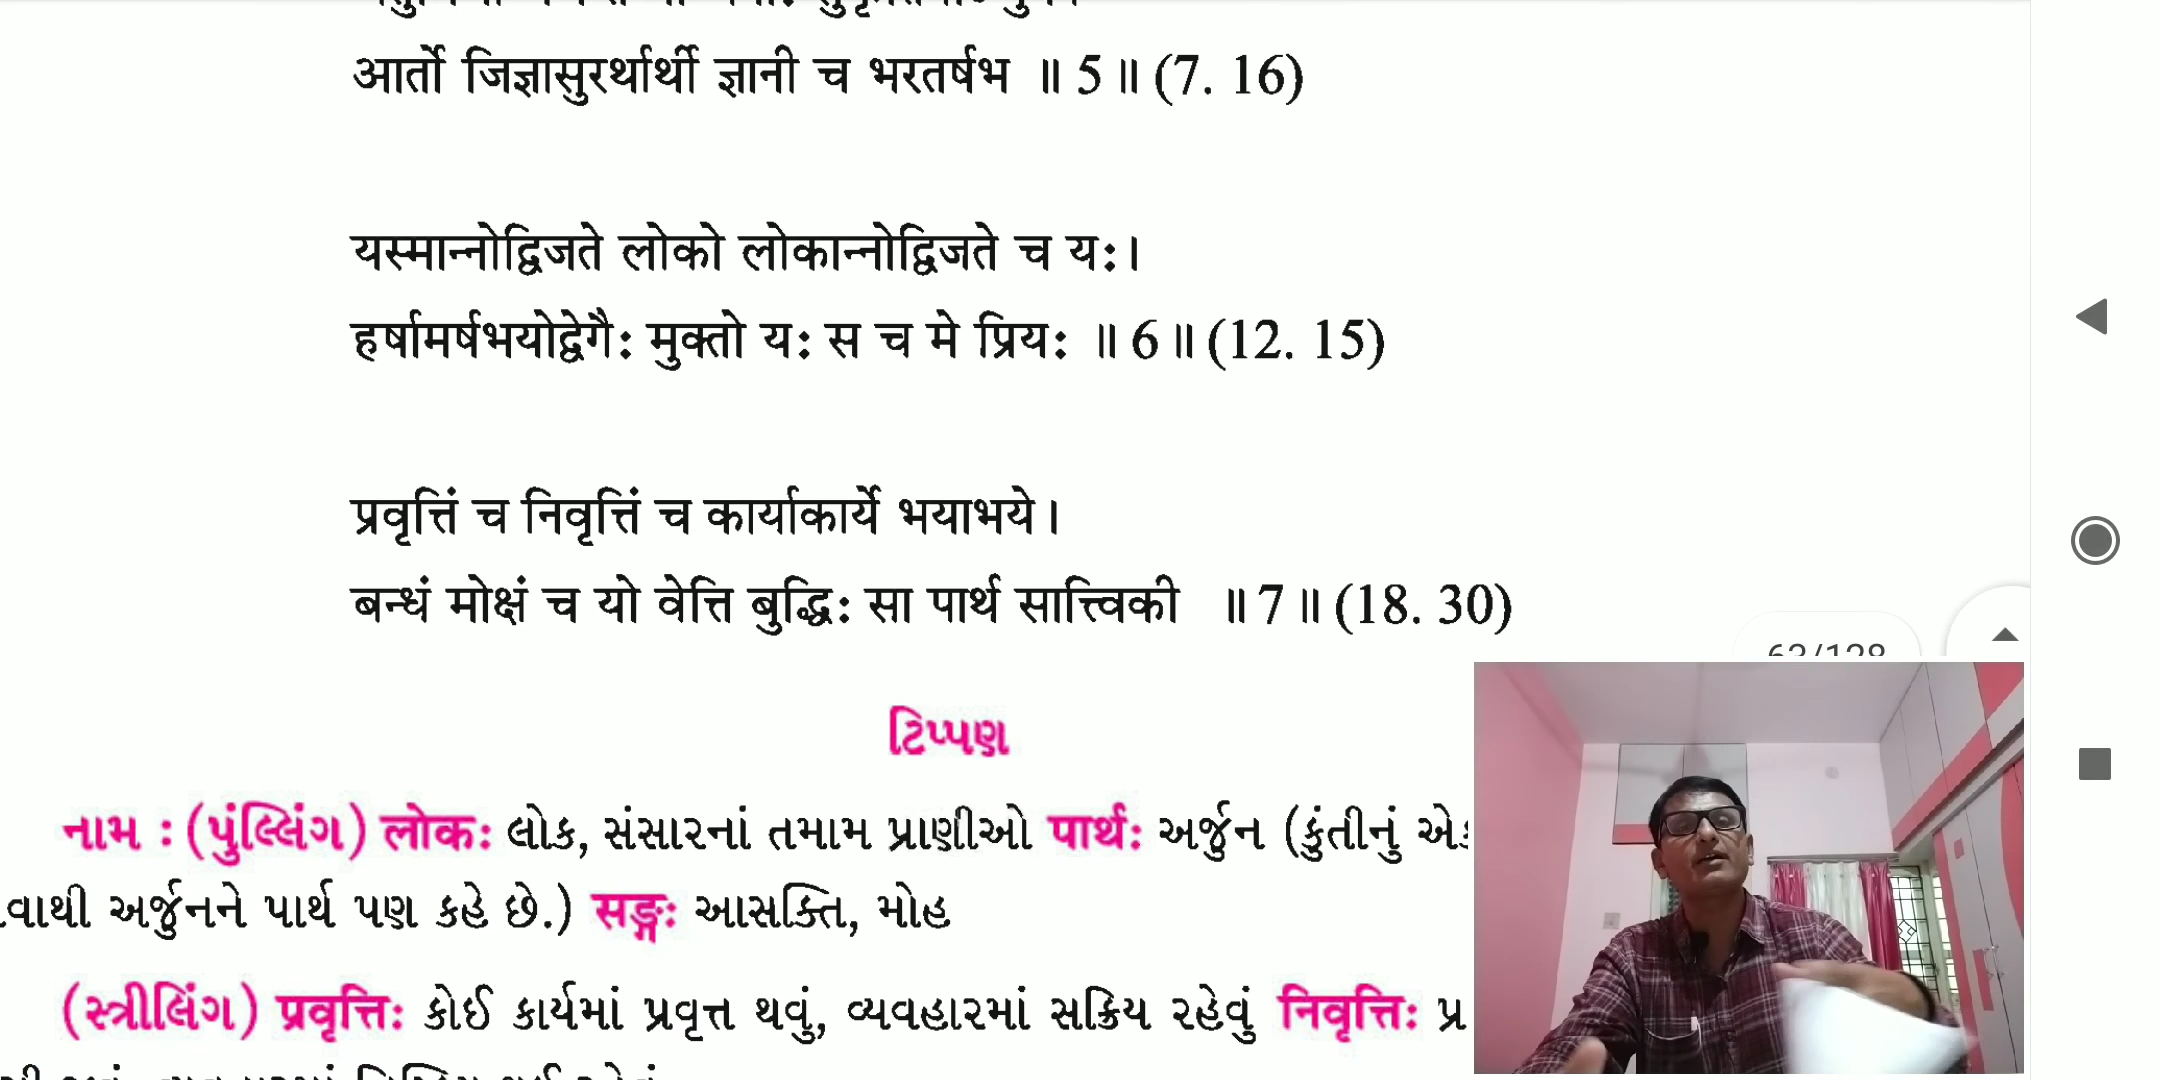 आर्तो जिज्ञासुरर्थार्थी ज्ञानी च भरतर्षभ ॥ 5 ॥ (7. 16)
यस्मान्नोद्विजते लोको लोकान्नोद्विजते च यः।
हर्षामर्षभयोद्वेगैः मुक्तो यः स च मे प्रियः ॥ 6 ॥ (12. 15)
प्रवृत्तिं च निवृत्तिं च कार्याकार्ये भयाभये।
बन्धं मोक्षं च यो वेत्ति बुद्धिः सा पार्थ सात्त्विकी ॥ 7 ॥ (18. 30)
63/128
ટિપ્પણ
નામ : (પુંલ્લિંગ) लोकः લોક, સંસારનાં તમામ પ્રાણીઓ पार्थः અર્જુન (કુંતીનું
અર્જુનને પાર્થ પણ કહે છે.) सङ्गः આસક્તિ, મોહ
(સ્ત્રીલિંગ) प्रवृत्तिः કોઈ કાર્યમાં પ્રવૃત્ત થવું, વ્યવહારમાં સક્રિય રહેવું निवृत्तिः